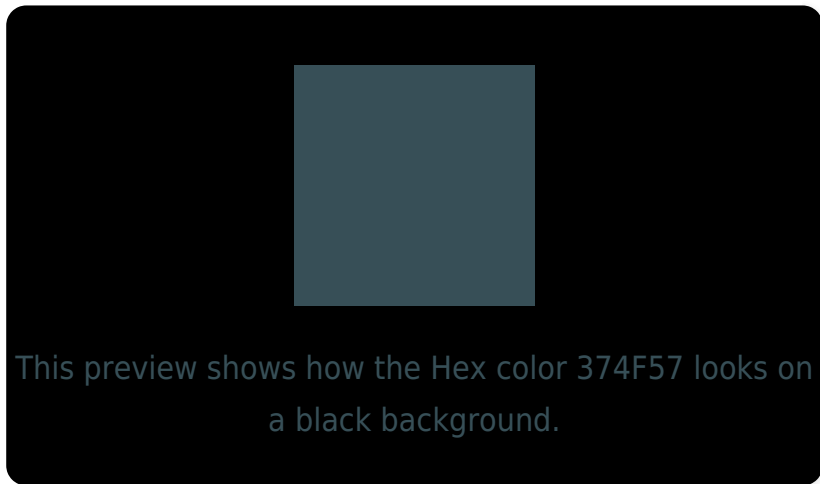 This preview shows how the Hex color 374F57 looks on
a black background.